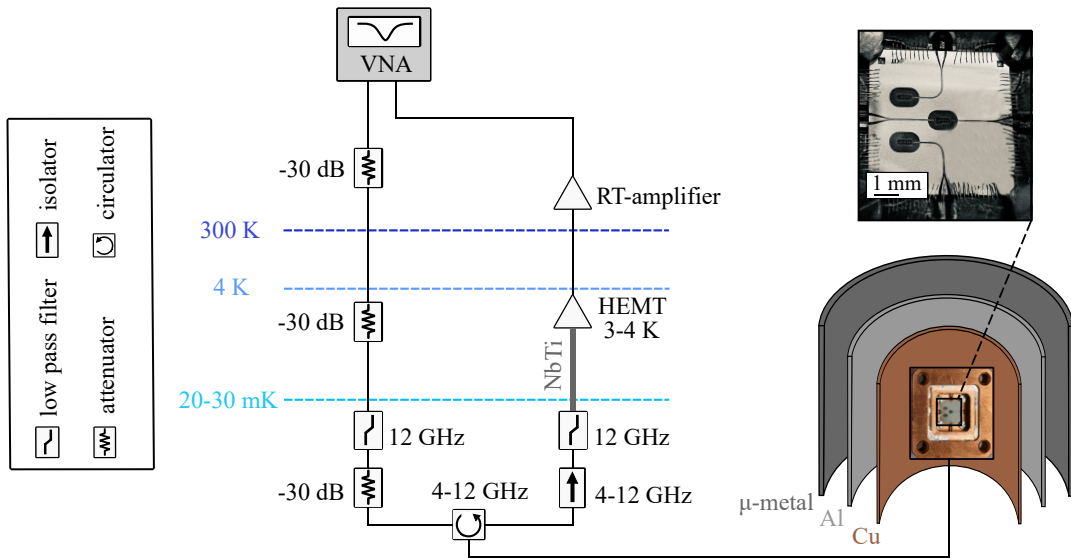 VNA
-30 dB
RT-amplifier
300 K
4 K
-30 dB
HEMT
3-4 K
NbTi
20-30 mK
12 GHz
12 GHz
-30 dB
4-12 GHz
4-12 GHz
low pass filter
isolator
attenuator
circulator
1 mm
μ-metal
Al
Cu